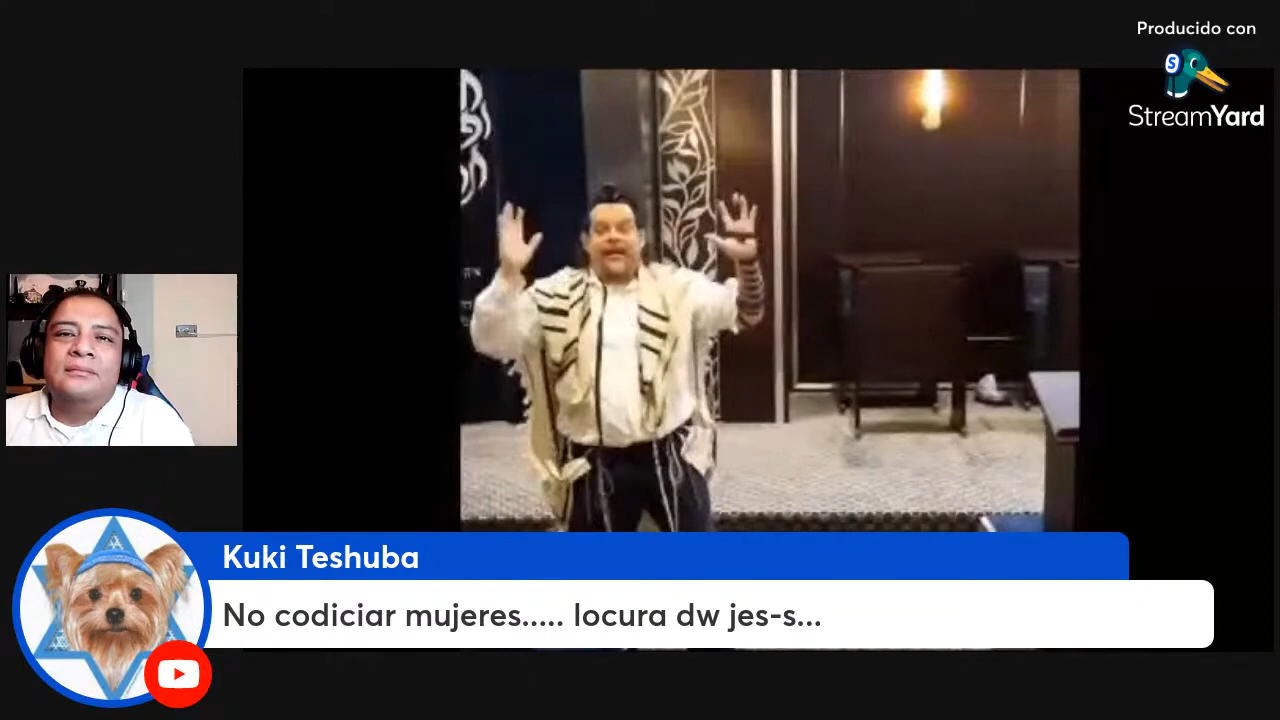 Producido con
StreamYard
Kuki Teshuba
No codiciar mujeres..... locura dw jes-s...